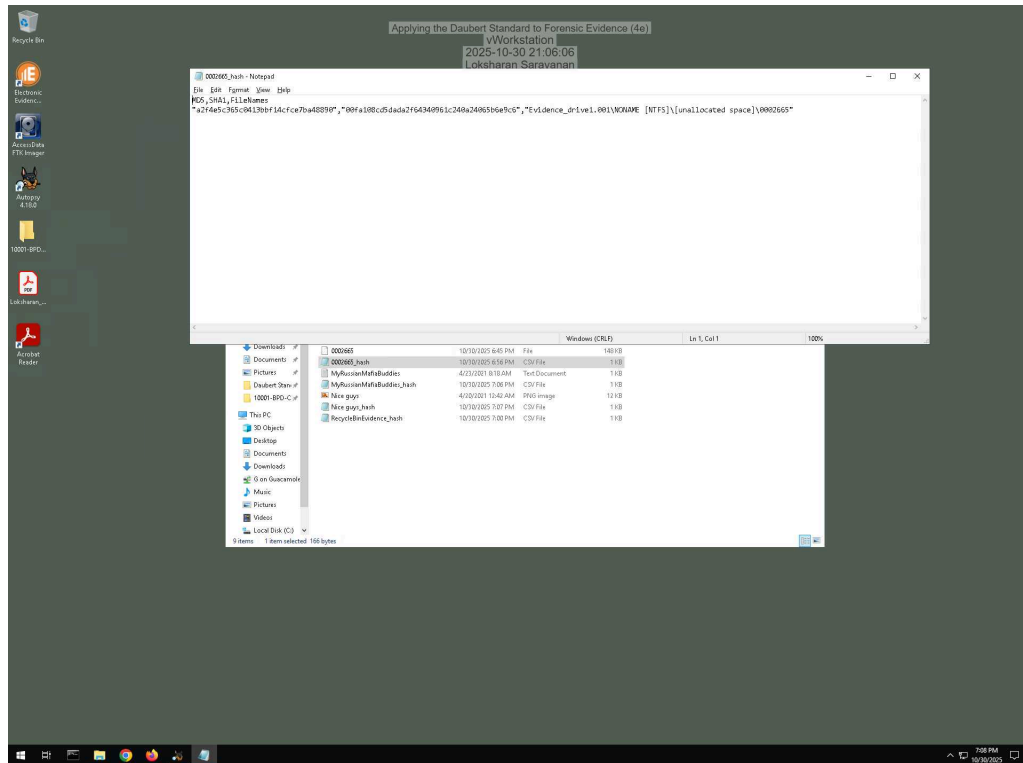 Recycle Bin
Electronic
Evidenc...
AccessData
FTK Imager
Autopsy
4.18.0
10001-BPD...
Loksharan_...
Acrobat
Reader
Applying the Daubert Standard to Forensic Evidence (4e)
vWorkstation
2025-10-30 21:06:06
Loksharan Saravanan
0002665_hash - Notepad
File Edit Format View Help
MD5,SHA1,FileNames
"a2f4e5c365c0413bbf14cfce7ba48890","00fa108cd5dada2f64340961c240a24065b6e9c6","Evidence_drive1.001\NONAME [NTFS]\[unallocated space]\0002665"
Windows (CRLF) Ln 1, Col 1 100%
Downloads
Documents
Pictures
Daubert Stan
10001-BPD-C
This PC
3D Objects
Desktop
Documents
Downloads
G on Guacamole
Music
Pictures
Videos
Local Disk (C:)
0002665 10/30/2025 6:45 PM File 148 KB
0002665_hash 10/30/2025 6:56 PM CSV File 1 KB
MyRussianMafiaBuddies 4/23/2021 8:18 AM Text Document 1 KB
MyRussianMafiaBuddies_hash 10/30/2025 7:06 PM CSV File 1 KB
Nice guys 4/20/2021 12:42 AM PNG image 12 KB
Nice guys_hash 10/30/2025 7:07 PM CSV File 1 KB
RecycleBinEvidence_hash 10/30/2025 7:00 PM CSV File 1 KB
9 items 1 item selected 166 bytes
7:08 PM
10/30/2025